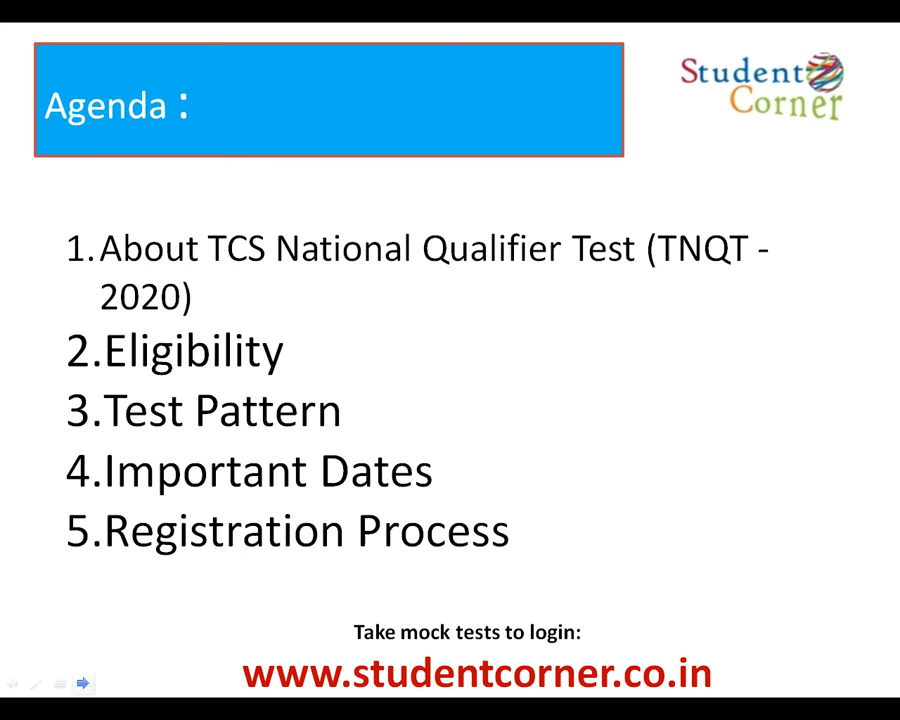 Agenda :
Student
Corner
1. About TCS National Qualifier Test (TNQT -
2020)
2.Eligibility
3.Test Pattern
4.Important Dates
5.Registration Process
Take mock tests to login:
www.studentcorner.co.in